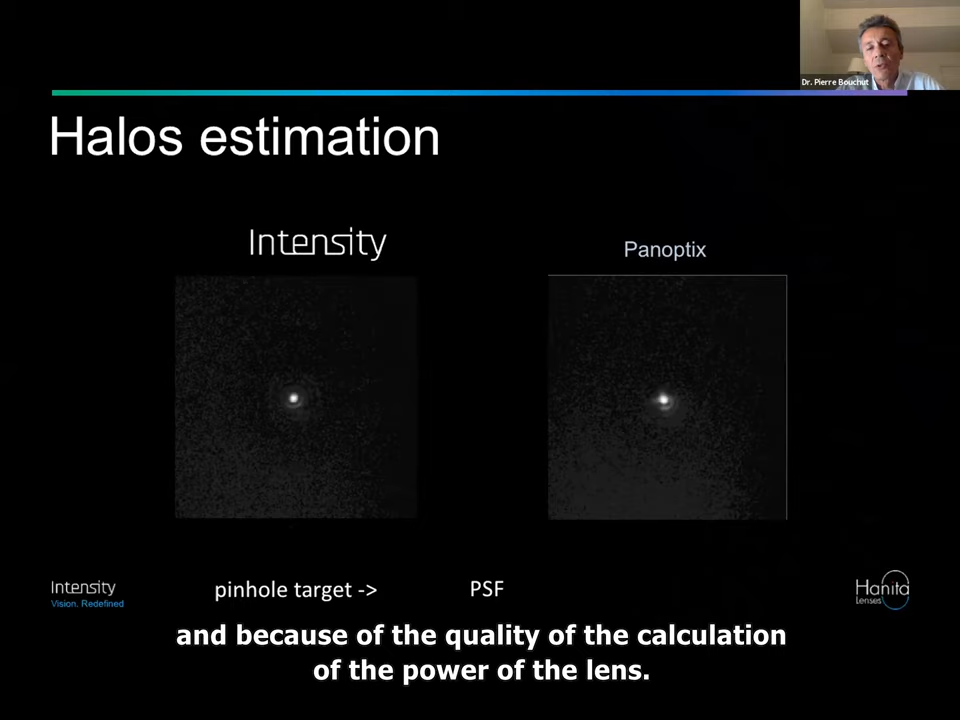 Dr. Pierre Bouchut
Halos estimation
Intensity
Panoptix
pinhole target ->
PSF
Intensity
Vision. Redefined
Hanita
Lenses
and because of the quality of the calculation
of the power of the lens.